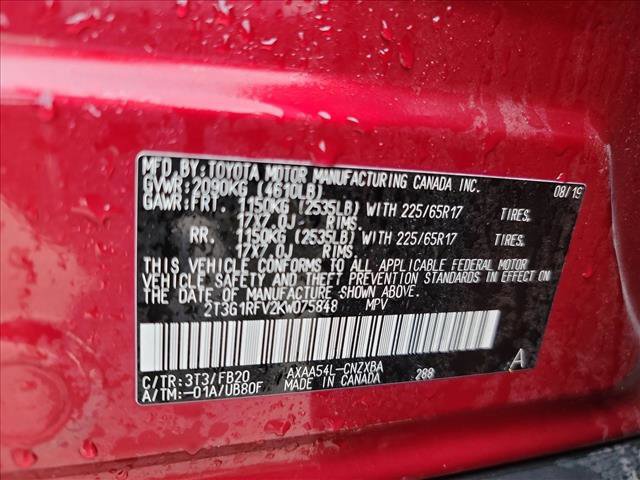 MFD.BY:TOYOTA MOTOR MANUFACTURING CANADA INC.
GVWR:2090KG (4610LB) 08/19
GAWR:FRT. 1150KG (2535LB) WITH 225/65R17 TIRES,
17X7.0J- RIMS,
RR. 1150KG (2535LB) WITH 225/65R17 TIRES,
17X7.0J- RIMS,
THIS VEHICLE CONFORMS TO ALL APPLICABLE FEDERAL MOTOR
VEHICLE SAFETY AND THEFT PREVENTION STANDARDS IN EFFECT
ON THE DATE OF MANUFACTURE SHOWN ABOVE.
2T3G1RFV2KW075848 MPV
C/TR:3T3/FB20 AXAA54L-CNZXBA A
A/TM:-01A/UB80F MADE IN CANADA 288